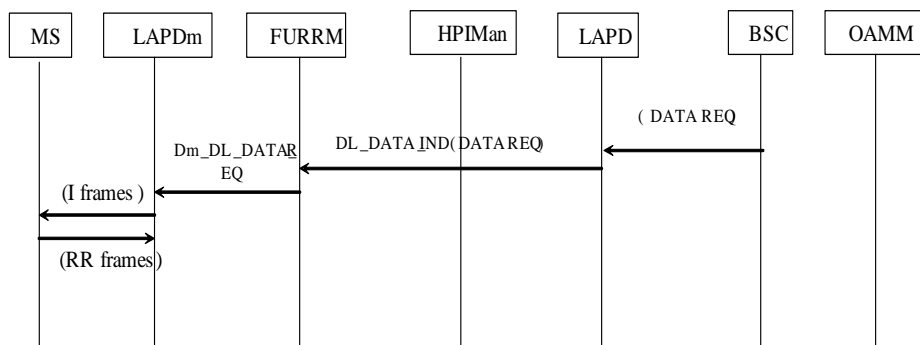 MS
LAPDm
FURRM
HPIMan
LAPD
BSC
OAMM
( DATA REQ)
DL_DATA_IND(DATA REQ)
Dm_DL_DATA_R
EQ
(I frames )
(RR frames)